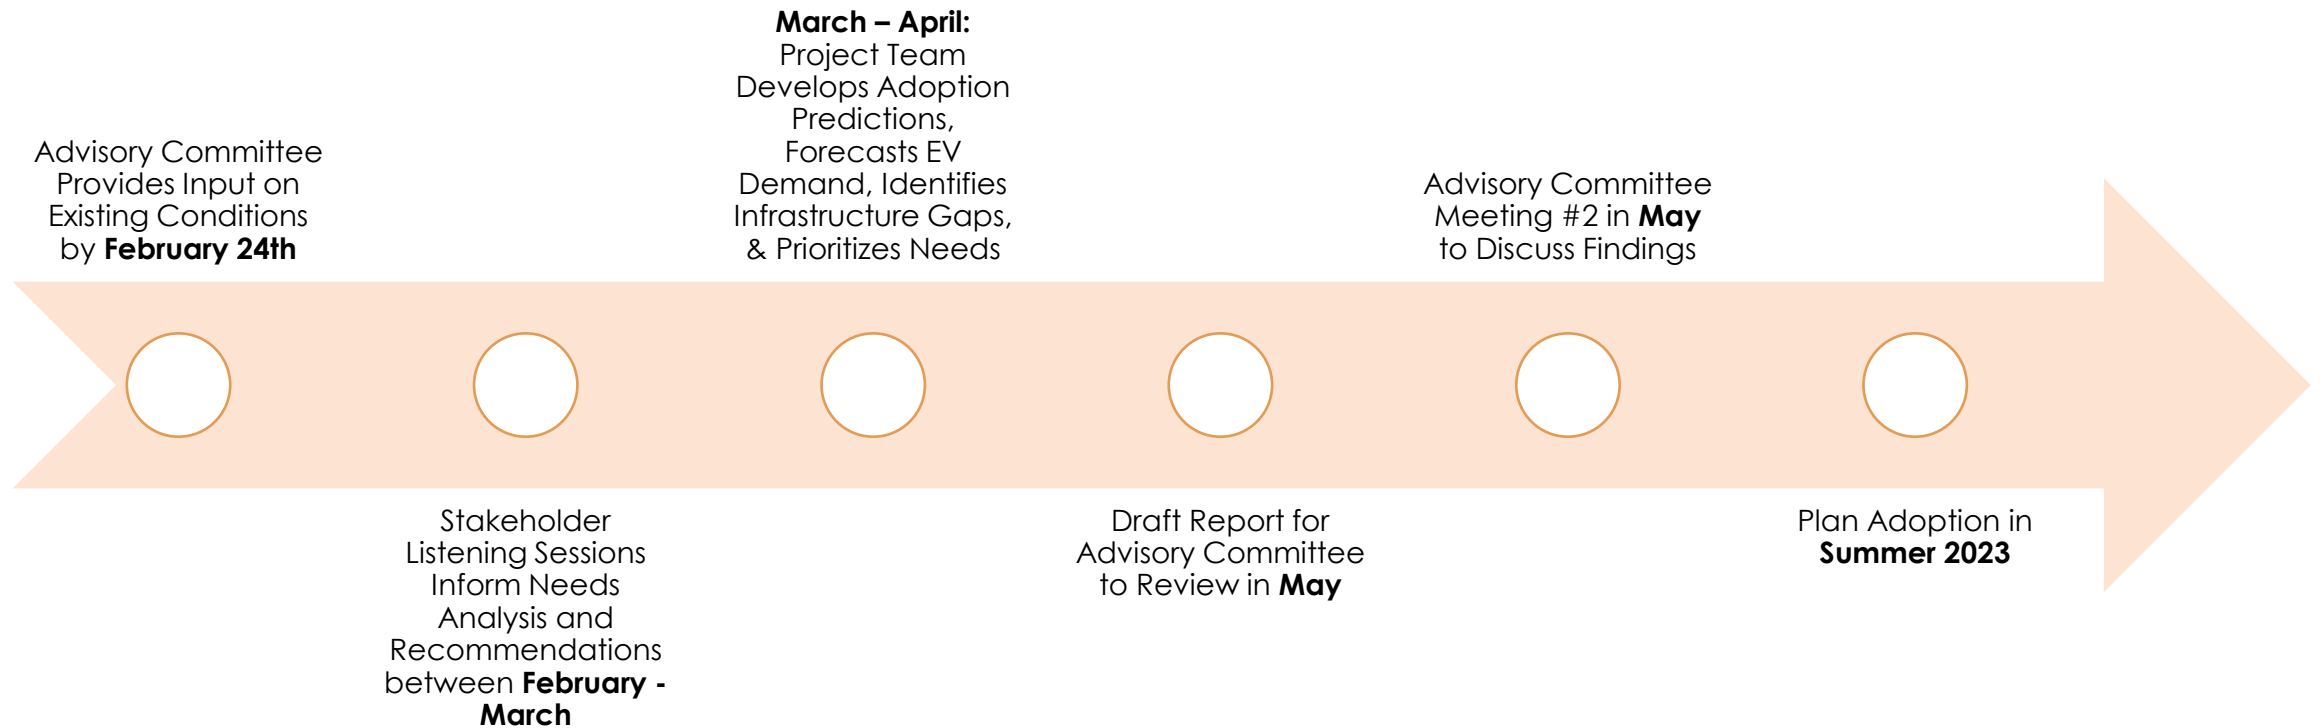 Advisory Committee
Provides Input on
Existing Conditions
by February 24th
Stakeholder
Listening Sessions
Inform Needs
Analysis and
Recommendations
between February -
March
March – April:
Project Team
Develops Adoption
Predictions,
Forecasts EV
Demand, Identifies
Infrastructure Gaps,
& Prioritizes Needs
Draft Report for
Advisory Committee
to Review in May
Advisory Committee
Meeting #2 in May
to Discuss Findings
Plan Adoption in
Summer 2023